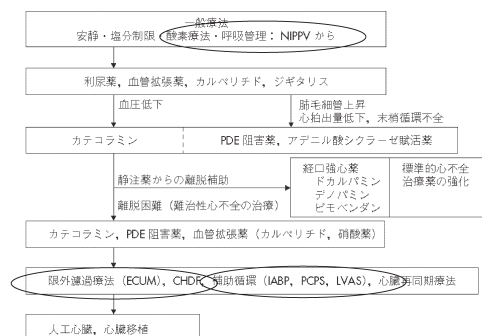 一般療法
安静・塩分制限，酸素療法・呼吸管理：NIPPV から
利尿薬，血管拡張薬，カルペリチド，ジギタリス
血圧低下
肺毛細管上昇
心拍出量低下，末梢循環不全
カテコラミン
PDE 阻害薬，アデニル酸シクラーゼ賦活薬
静注薬からの離脱補助
経口強心薬
ドカルパミン
デノパミン
ピモベンダン
標準的心不全
治療薬の強化
離脱困難（難治性心不全の治療）
カテコラミン，PDE 阻害薬，血管拡張薬（カルペリチド，硝酸薬）
限外濾過療法（ECUM），CHDF，補助循環（IABP，PCPS，LVAS），心臓再同期療法
人工心臓，心臓移植